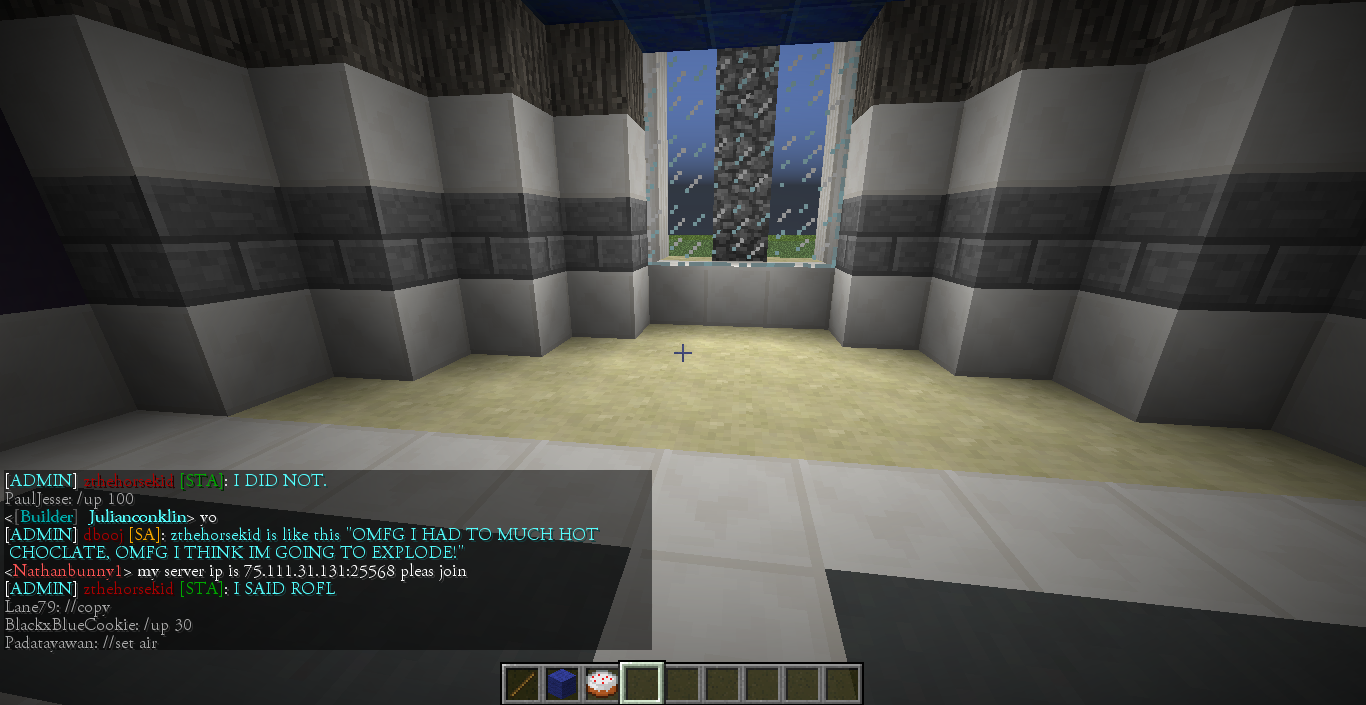 [ADMIN] zthehorsekid [STA]: I DID NOT.
PaulJesse: /up 100
<[Builder] Julianconklin> yo
[ADMIN] dbooj [SA]: zthehorsekid is like this "OMFG I HAD TO MUCH HOT
CHOCLATE, OMFG I THINK IM GOING TO EXPLODE!"
<Nathanbunny1> my server ip is 75.111.31.131:25568 pleas join
[ADMIN] zthehorsekid [STA]: I SAID ROFL
Lane79: //copy
BlackxBlueCookie: /up 30
Padatayawan: //set air